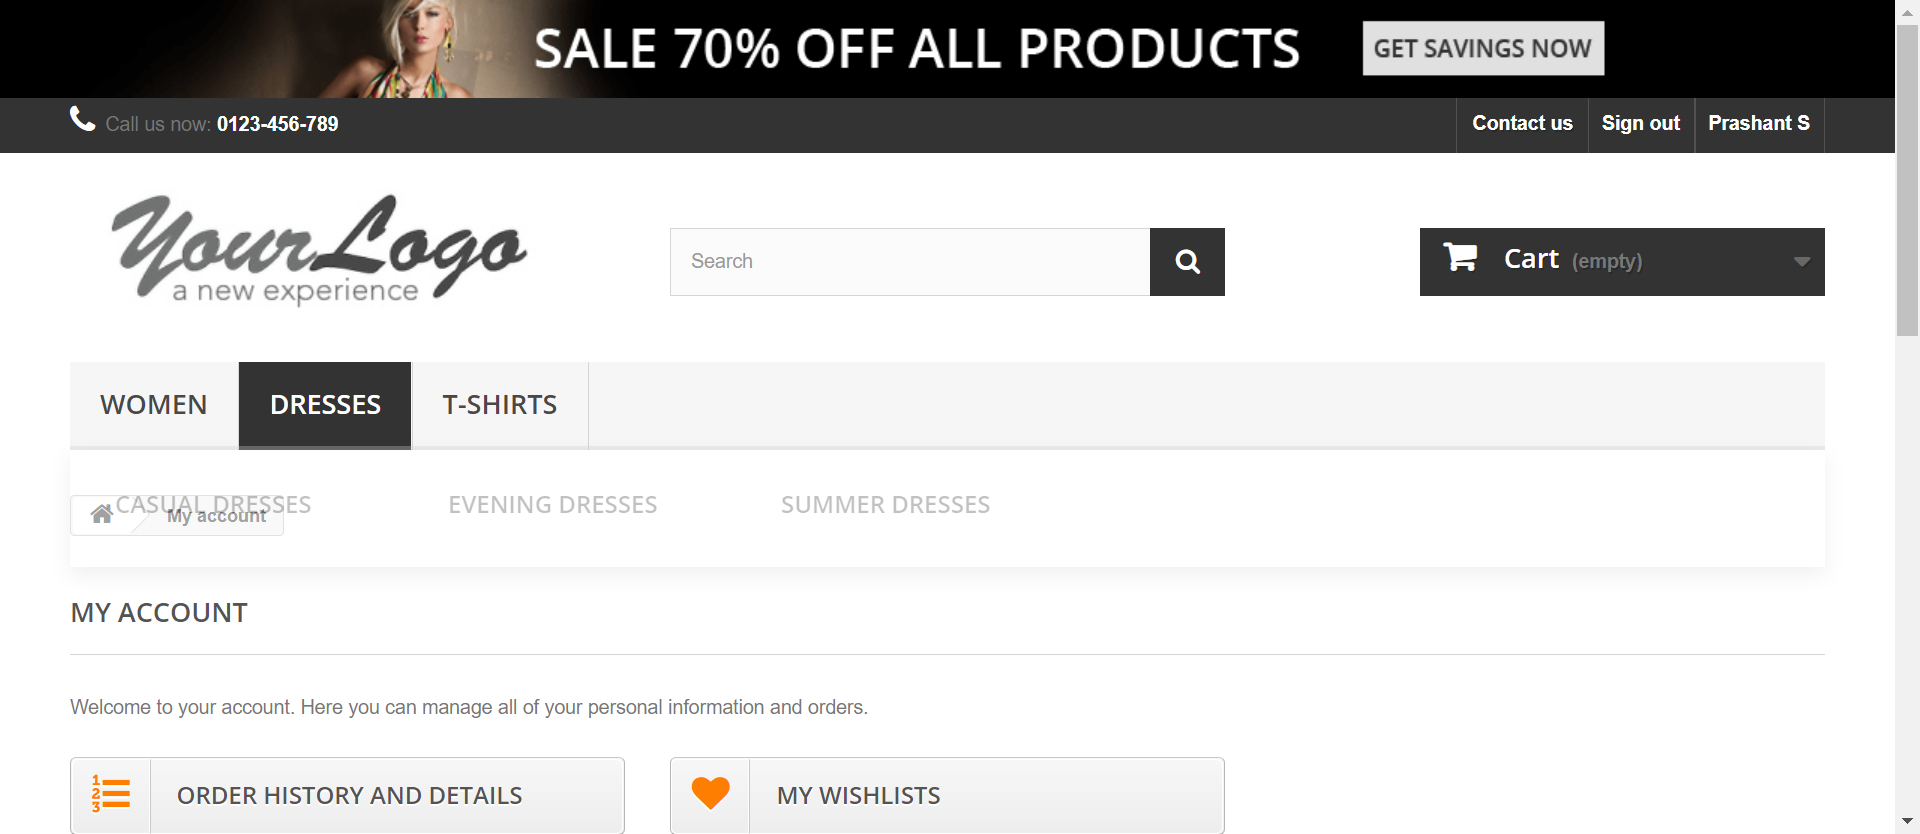 SALE 70% OFF ALL PRODUCTS GET SAVINGS NOW
Call us now: 0123-456-789 Contact us Sign out Prashant S
YourLogo
a new experience
Search
Cart (empty)
WOMEN DRESSES T-SHIRTS
CASUAL DRESSES EVENING DRESSES SUMMER DRESSES
My account
MY ACCOUNT
Welcome to your account. Here you can manage all of your personal information and orders.
1
2
3
ORDER HISTORY AND DETAILS MY WISHLISTS